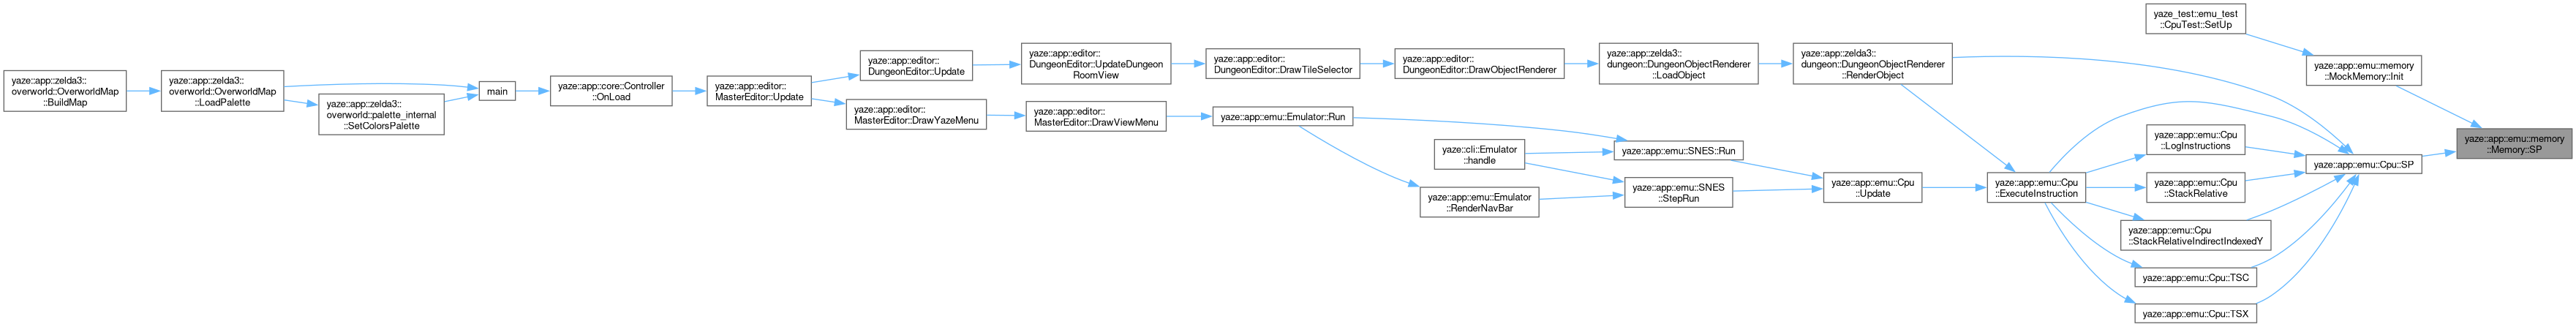 yaze::app::zelda3::
overworld::OverworldMap
::BuildMap
yaze::app::zelda3::
overworld::OverworldMap
::LoadPalette
yaze::app::zelda3::
overworld::palette_internal
::SetColorsPalette
main
yaze::app::core::Controller
::OnLoad
yaze::app::editor::
MasterEditor::Update
yaze::app::editor::
DungeonEditor::Update
yaze::app::editor::
MasterEditor::DrawYazeMenu
yaze::app::editor::
DungeonEditor::UpdateDungeon
RoomView
yaze::app::editor::
MasterEditor::DrawViewMenu
yaze::app::editor::
DungeonEditor::DrawTileSelector
yaze::app::emu::Emulator::Run
yaze::app::editor::
DungeonEditor::DrawObjectRenderer
yaze::cli::Emulator
::handle
yaze::app::emu::Emulator
::RenderNavBar
yaze::app::zelda3::
dungeon::DungeonObjectRenderer
::LoadObject
yaze::app::emu::SNES::Run
yaze::app::emu::SNES
::StepRun
yaze::app::zelda3::
dungeon::DungeonObjectRenderer
::RenderObject
yaze::app::emu::Cpu
::Update
yaze::app::emu::Cpu
::ExecuteInstruction
yaze_test::emu_test
::CpuTest::SetUp
yaze::app::emu::Cpu
::LogInstructions
yaze::app::emu::Cpu
::StackRelative
yaze::app::emu::Cpu
::StackRelativeIndirectIndexedY
yaze::app::emu::Cpu::TSC
yaze::app::emu::Cpu::TSX
yaze::app::emu::memory
::MockMemory::Init
yaze::app::emu::Cpu::SP
yaze::app::emu::memory
::Memory::SP